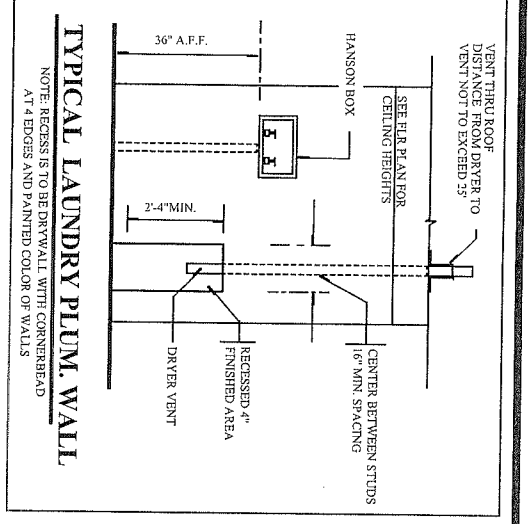 VENT THRU ROOF
DISTANCE FROM DRYER TO
VENT NOT TO EXCEED 25'
SEE FLR PLAN FOR
CEILING HEIGHTS
HANSON BOX
36" A.F.F.
2'-4"MIN.
CENTER BETWEEN STUDS
16" MIN. SPACING
RECESSED 4"
FINISHED AREA
DRYER VENT
TYPICAL LAUNDRY PLUM. WALL
NOTE: RECESS IS TO BE DRYWALL WITH CORNERBEAD
AT 4 EDGES AND PAINTED COLOR OF WALLS